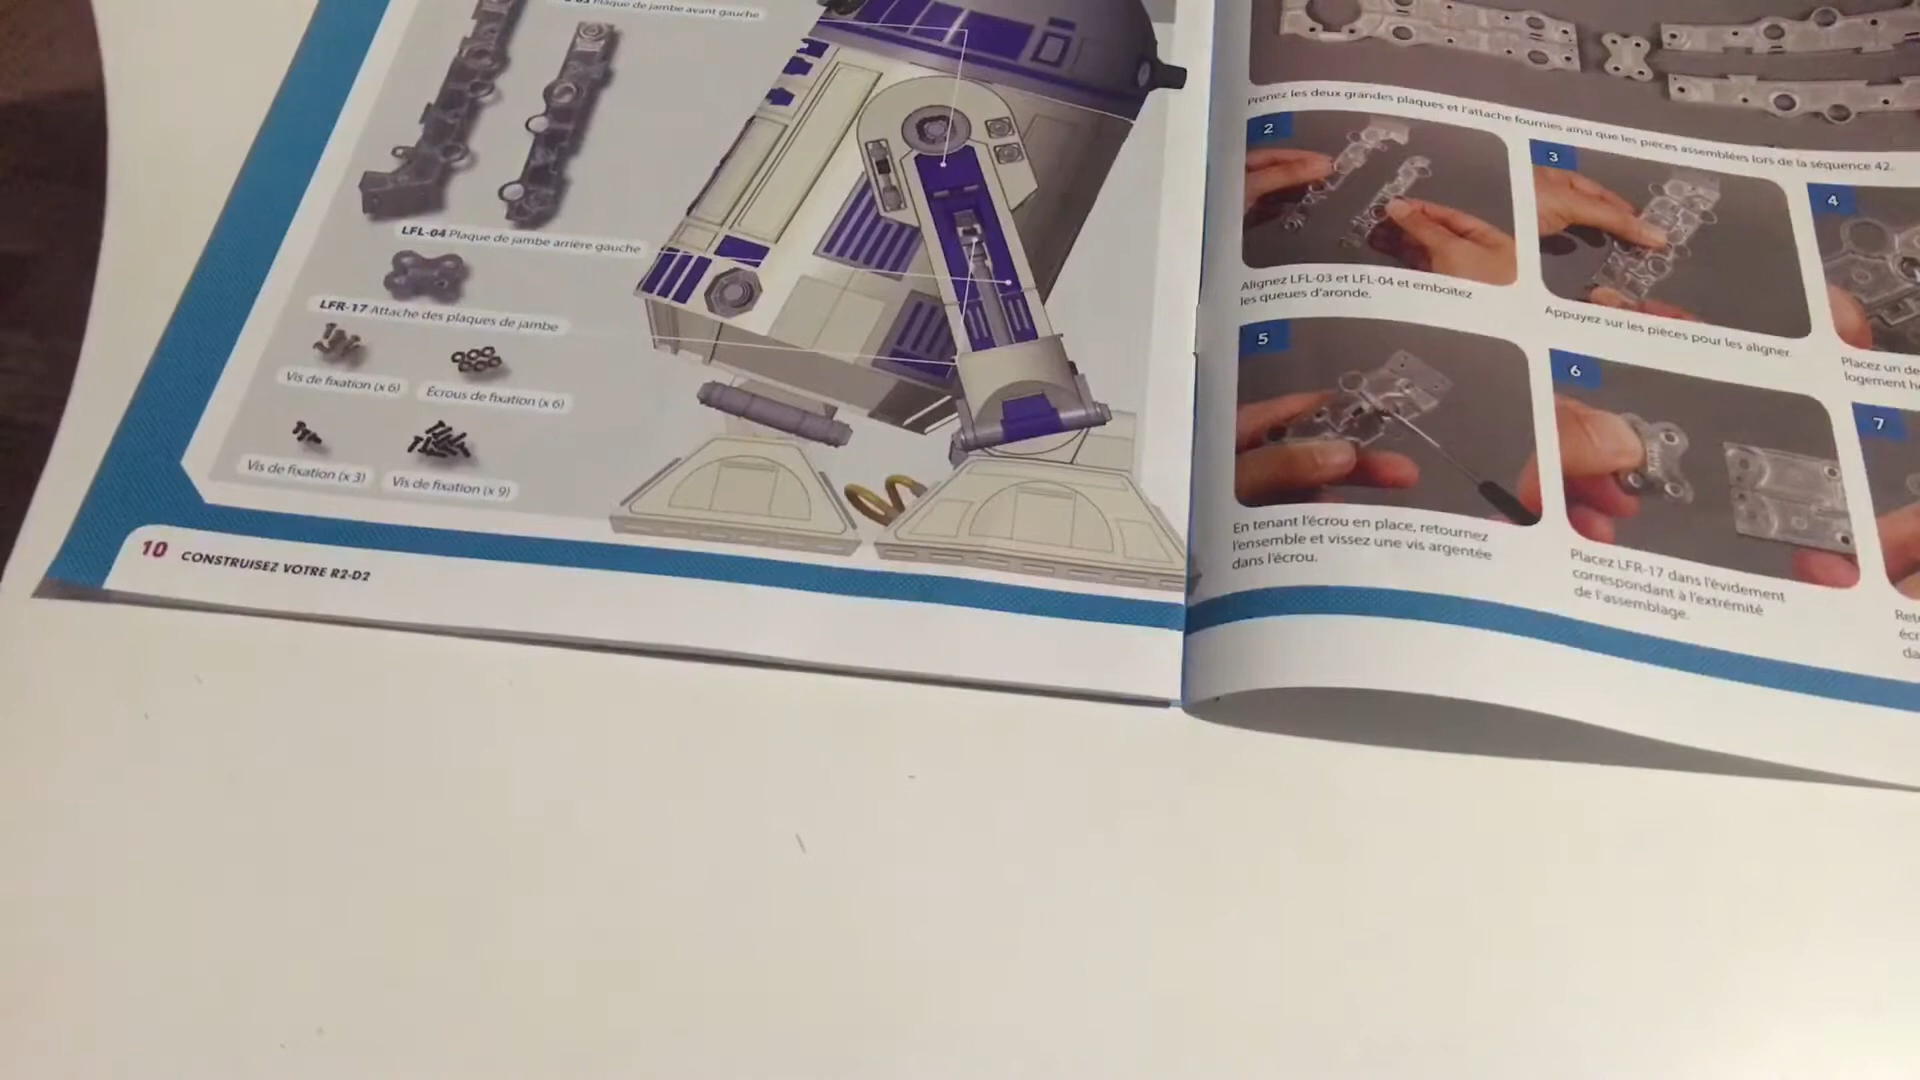 Plaque de jambe avant gauche
LFL-04 Plaque de jambe arrière gauche
LFR-17 Attache des plaques de jambe
Vis de fixation (x 6)
Écrous de fixation (x 6)
Vis de fixation (x 3)
Vis de fixation (x 9)
10 CONSTRUISEZ VOTRE R2-D2
Prenez les deux grandes plaques et l'attache fournies ainsi que les pièces assemblées lors de la séquence 42.
2
Alignez LFL-03 et LFL-04 et emboitez
les queues d'aronde.
3
Appuyez sur les pièces pour les aligner.
4
Placez un de
logement
5
En tenant l'écrou en place, retournez
l'ensemble et vissez une vis argentée
dans l'écrou.
6
Placez LFR-17 dans l'évidement
correspondant à l'extrémité
de l'assemblage.
7